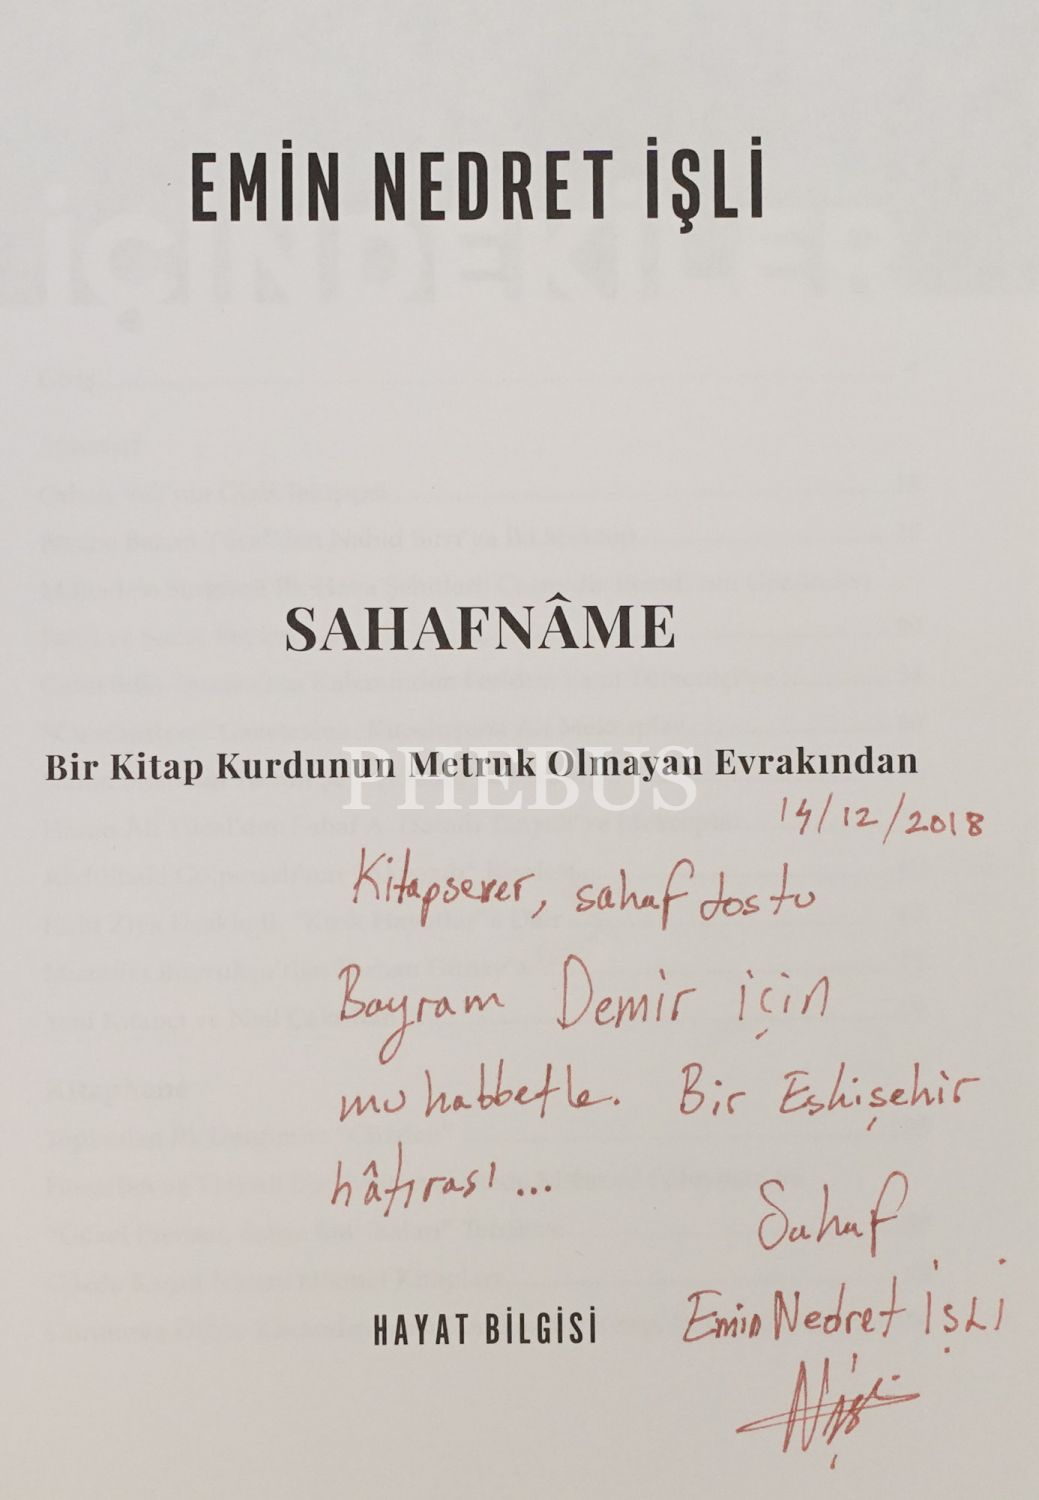 EMİN NEDRET İŞLİ
SAHAFNÂME
Bir Kitap Kurdunun Metruk Olmayan Evrakından
PHEBUS
14/12/2018
Kitapsever, sahaf dostu
Bayram Demir için
muhabbetle. Bir Eskişehir
hâtırası...
Sahaf
Emin Nedret İŞLİ
HAYAT BİLGİSİ